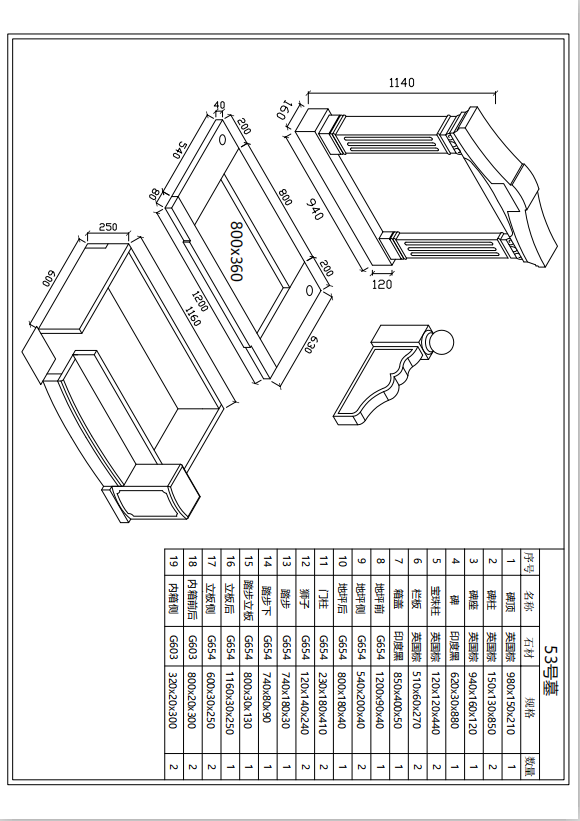 1140
160
940
120
40
200
540
80
800
800x360
200
630
1200
1160
250
600
53号墓
序号 名称 石材 规格 数量
1 碑顶 英国棕 980x150x210 1
2 碑柱 英国棕 150x130x850 2
3 碑座 英国棕 940x160x120 1
4 碑 印度黑 620x30x880 1
5 宝珠柱 英国棕 120x120x440 2
6 栏板 英国棕 510x60x270 2
7 箱盖 印度黑 850x400x50 1
8 地坪前 G654 1200x90x40 1
9 地坪侧 G654 540x200x40 2
10 地坪后 G654 800x180x40 1
11 门柱 G654 230x180x410 2
12 狮子 G654 120x140x240 2
13 踏步 G654 740x180x30 1
14 踏步下 G654 740x80x90 1
15 踏步立板 G654 800x30x130 1
16 立板后 G654 1160x30x250 1
17 立板侧 G654 600x30x250 2
18 内箱前后 G603 800x20x300 2
19 内箱侧 G603 320x20x300 2